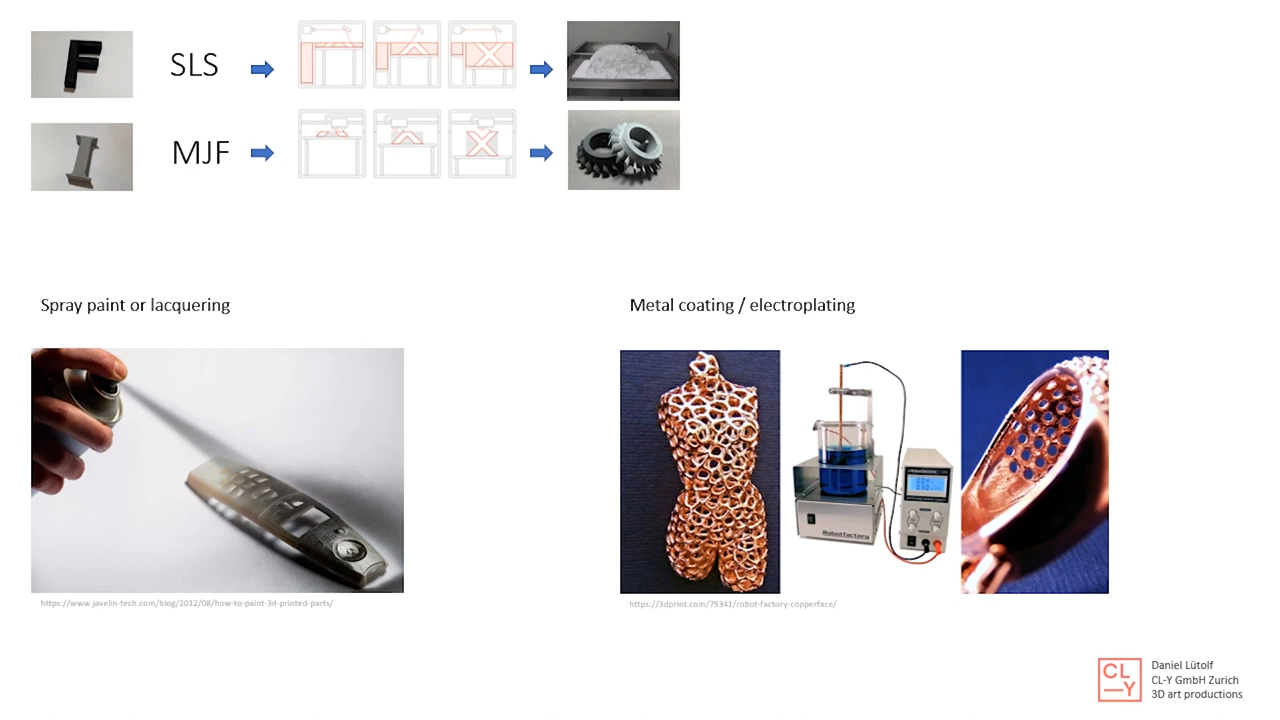 SLS
MJF
Spray paint or lacquering
Metal coating / electroplating
Robotfactory
https://www.javelin-tech.com/blog/2012/08/how-to-paint-3d-printed-parts/
https://3dprint.com/79341/robot-factory-copperface/
CL
—Y
Daniel Lütolf
CL-Y GmbH Zurich
3D art productions